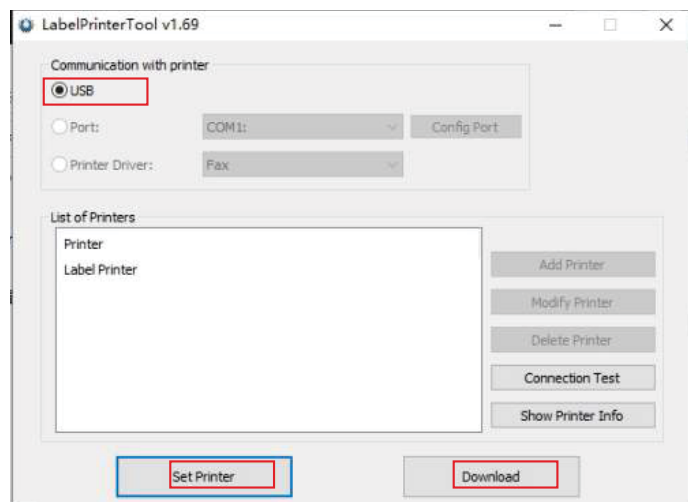 LabelPrinterTool v1.69
Communication with printer
USB
Port:
COM1:
Config Port
Printer Driver:
Fax
List of Printers
Printer
Label Printer
Add Printer
Modify Printer
Delete Printer
Connection Test
Show Printer Info
Set Printer
Download